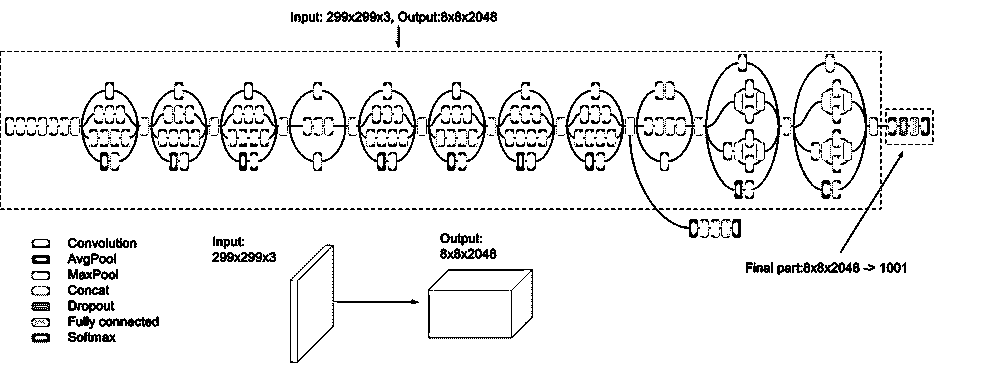 Input: 299x299x3, Output:8x8x2048
Convolution
AvgPool
MaxPool
Concat
Dropout
Fully connected
Softmax
Input:
299x299x3
Output:
8x8x2048
Final part:8x8x2048 -> 1001